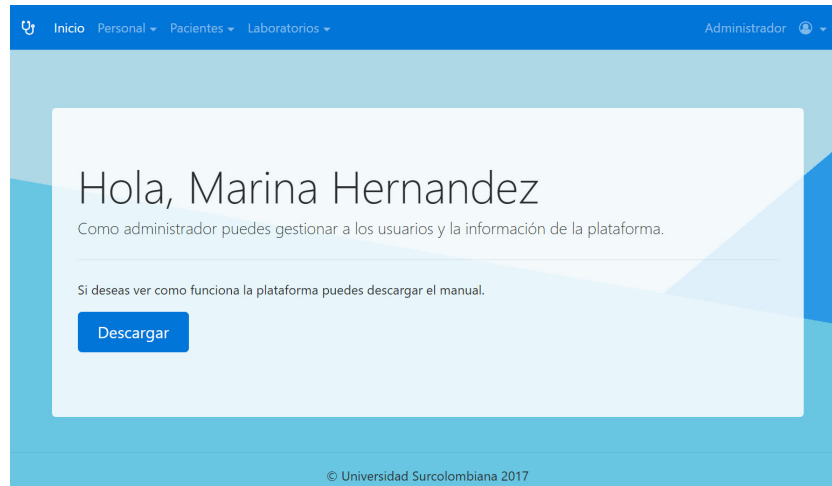 Inicio Personal Pacientes Laboratorios Administrador
Hola, Marina Hernandez
Como administrador puedes gestionar a los usuarios y la información de la plataforma.
Si deseas ver como funciona la plataforma puedes descargar el manual.
Descargar
© Universidad Surcolombiana 2017